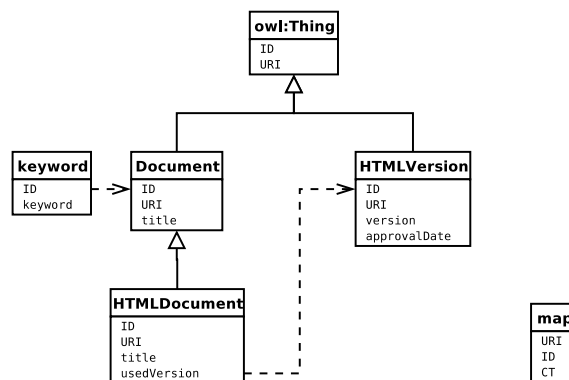 owl:Thing
ID
URI
keyword
ID
keyword
Document
ID
URI
title
HTMLVersion
ID
URI
version
approvalDate
HTMLDocument
ID
URI
title
usedVersion
map
URI
ID
CT